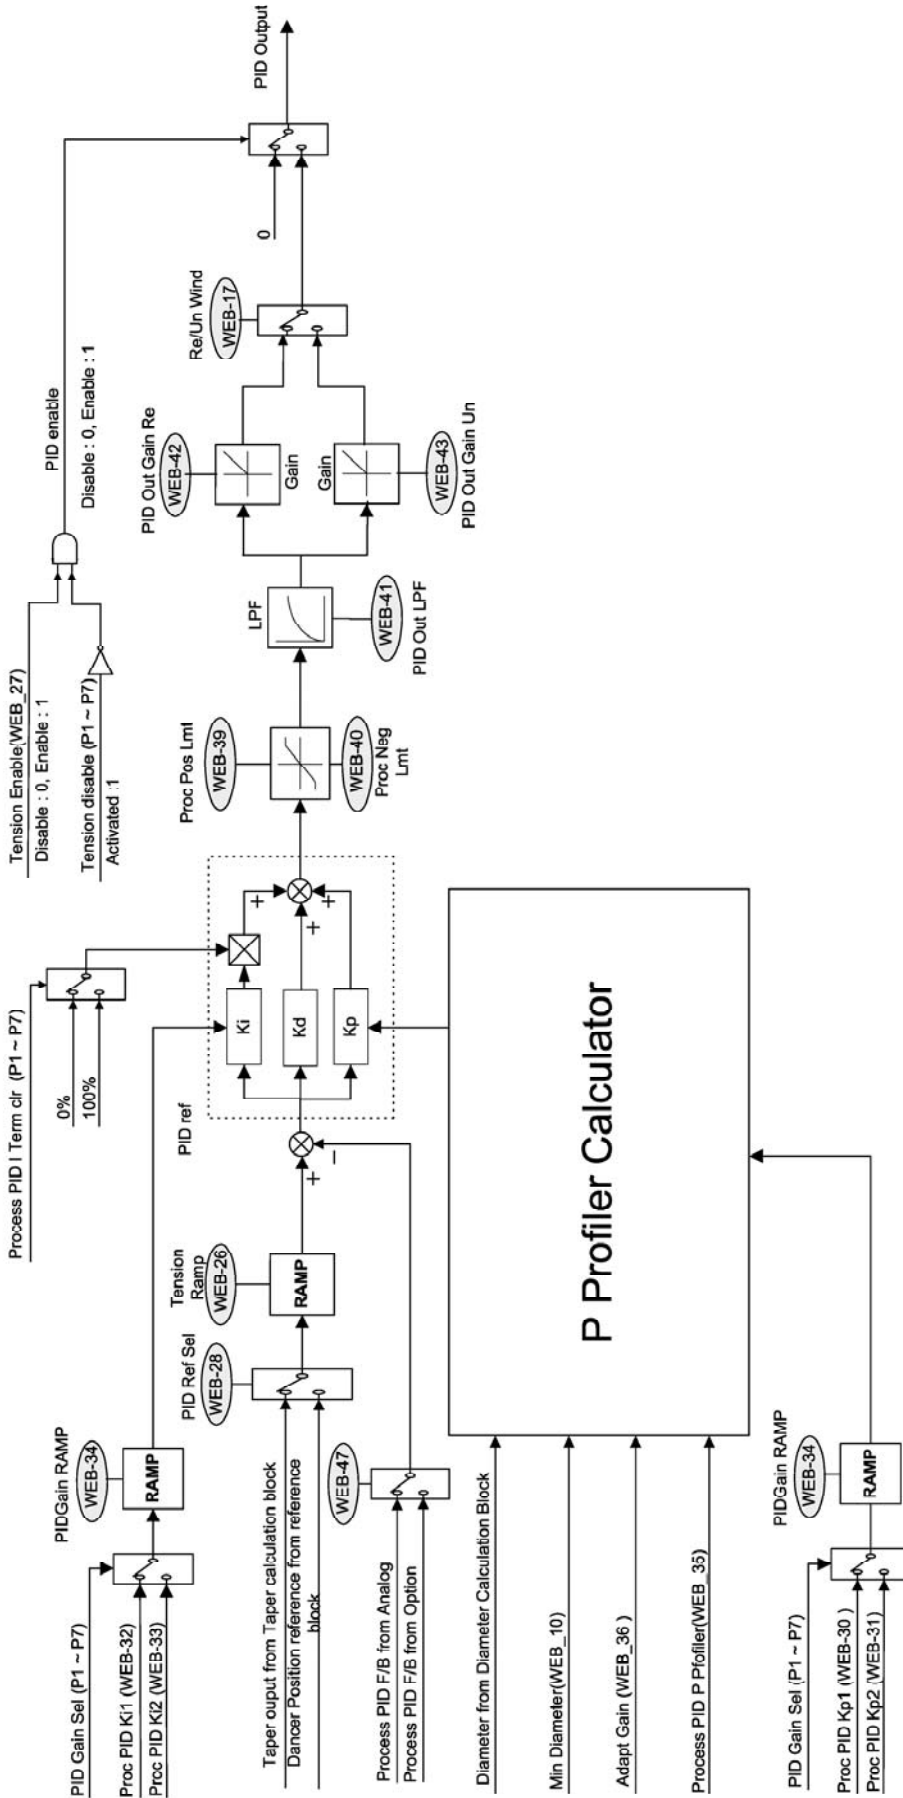 Tension Enable(WEB_27)
Disable : 0, Enable : 1
Tension disable (P1 ~ P7)
Activated :1
PID enable
Disable : 0, Enable : 1
PID Output
Process PID I Term clr (P1 ~ P7)
0%
100%
PID Gain Sel (P1 ~ P7)
Proc PID Ki1 (WEB-32)
Proc PID Ki2 (WEB-33)
PIDGain RAMP
WEB-34
RAMP
Taper ouput from Taper calculation block
Dancer Position reference from reference
block
PID Ref Sel
WEB-28
Tension
Ramp
WEB-26
RAMP
PID ref
+
−
Ki
Kd
Kp
+
+
+
Proc Pos Lmt
WEB-39
WEB-40
Proc Neg
Lmt
LPF
WEB-41
PID Out LPF
PID Out Gain Re
WEB-42
Gain
Gain
WEB-43
PID Out Gain Un
Re/Un Wind
WEB-17
0
WEB-47
Process PID F/B from Analog
Process PID F/B from Option
Diameter from Diameter Calculation Block
Min Diameter(WEB_10)
Adapt Gain (WEB_36 )
Process PID P Pfofiler(WEB_35)
P Profiler Calculator
PID Gain Sel (P1 ~ P7)
Proc PID Kp1 (WEB-30 )
Proc PID Kp2 (WEB-31)
PIDGain RAMP
WEB-34
RAMP